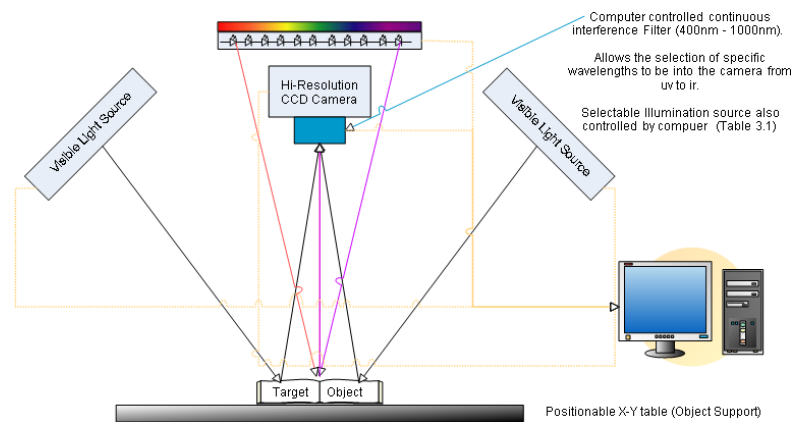 Computer controlled continuous
interference Filter (400nm - 1000nm).
Allows the selection of specific
wavelengths to be into the camera from
uv to ir.
Selectable Illumination source also
controlled by compuer (Table 3.1)
Hi-Resolution
CCD Camera
Visible Light Source
Visible Light Source
Target
Object
Positionable X-Y table (Object Support)